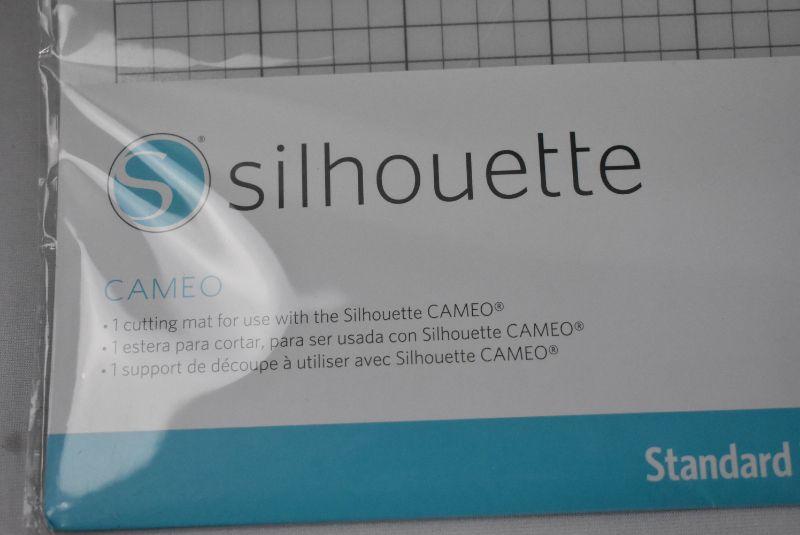 S®
silhouette
CAMEO
• 1 cutting mat for use with the Silhouette CAMEO®
• 1 estera para cortar, para ser usada con Silhouette CAMEO®
• 1 support de découpe à utiliser avec Silhouette CAMEO®
Standard